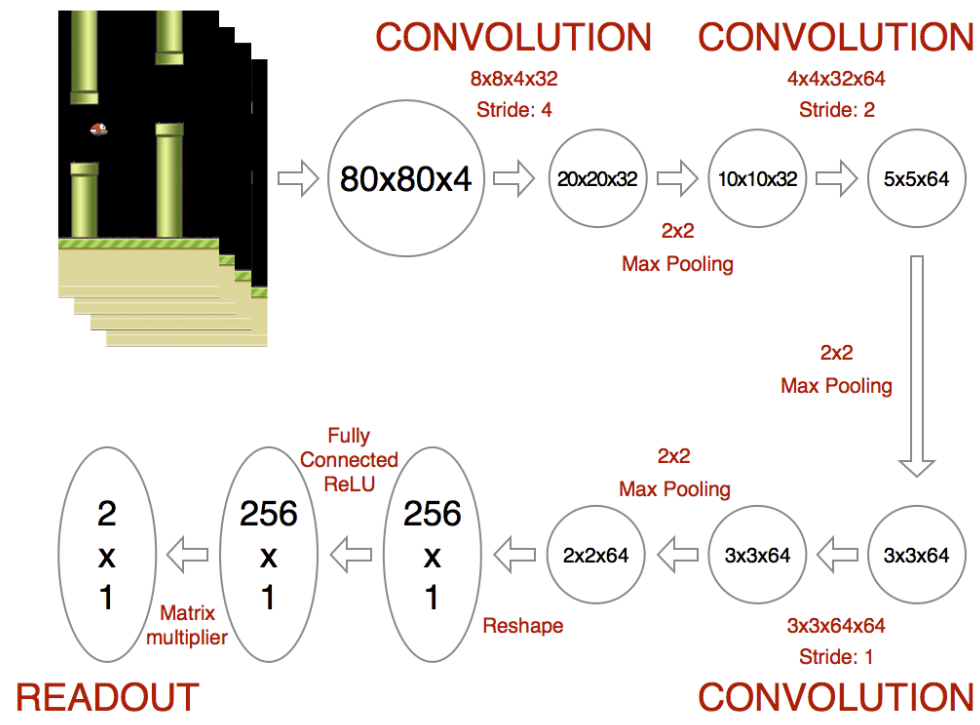 CONVOLUTION
8x8x4x32
Stride: 4
CONVOLUTION
4x4x32x64
Stride: 2
80x80x4
20x20x32
10x10x32
5x5x64
2x2
Max Pooling
2x2
Max Pooling
Fully
Connected
ReLU
2x2
Max Pooling
2
x
1
256
x
1
256
x
1
2x2x64
3x3x64
3x3x64
Matrix
multiplier
Reshape
3x3x64x64
Stride: 1
READOUT
CONVOLUTION